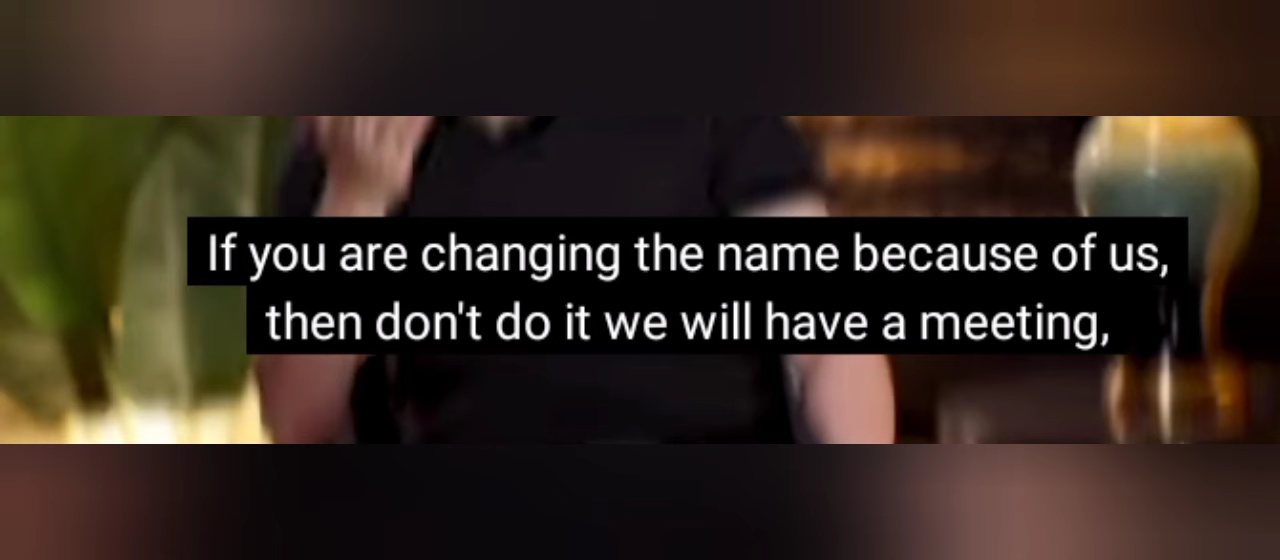 If you are changing the name because of us,
then don't do it we will have a meeting,